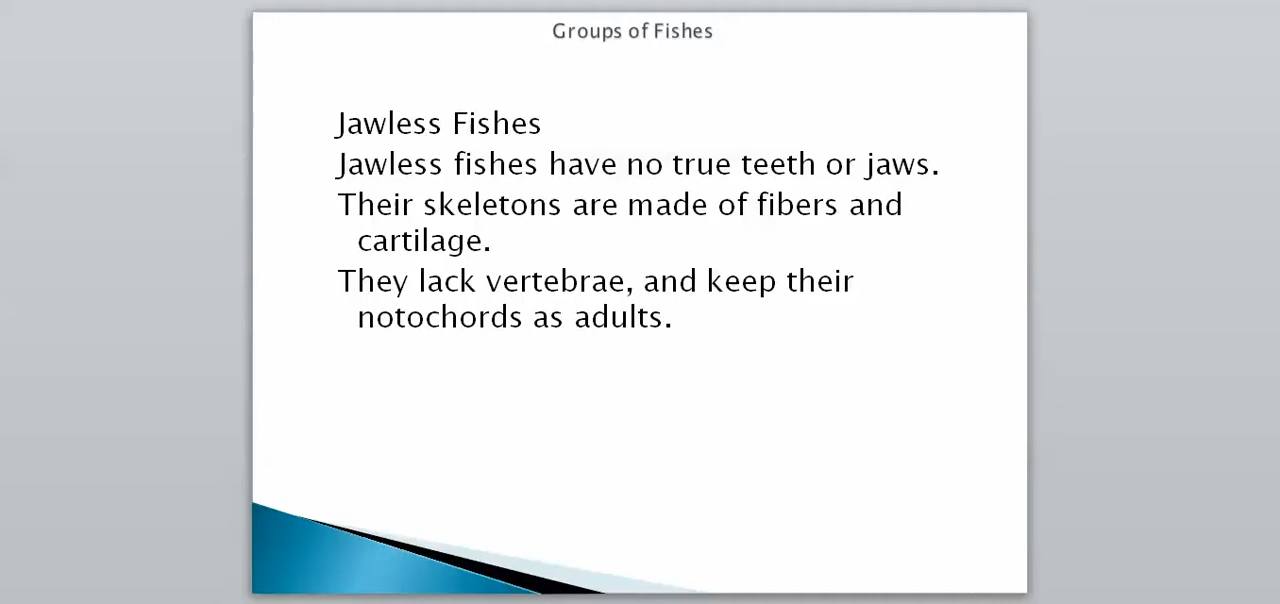 Groups of Fishes
Jawless Fishes
Jawless fishes have no true teeth or jaws.
Their skeletons are made of fibers and
cartilage.
They lack vertebrae, and keep their
notochords as adults.